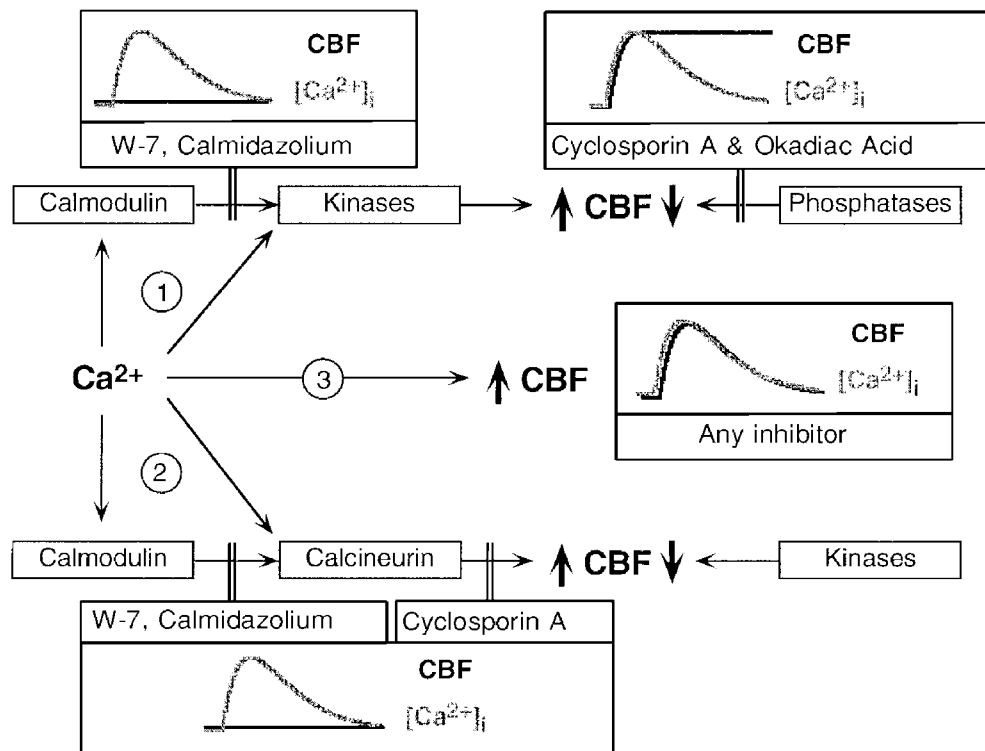 CBF
[Ca²⁺]ᵢ
W-7, Calmidazolium
CBF
[Ca²⁺]ᵢ
Cyclosporin A & Okadiac Acid
Calmodulin
Kinases
CBF
Phosphatases
1
Ca²⁺
3
CBF
CBF
[Ca²⁺]ᵢ
Any inhibitor
2
Calmodulin
Calcineurin
CBF
Kinases
W-7, Calmidazolium
Cyclosporin A
CBF
[Ca²⁺]ᵢ